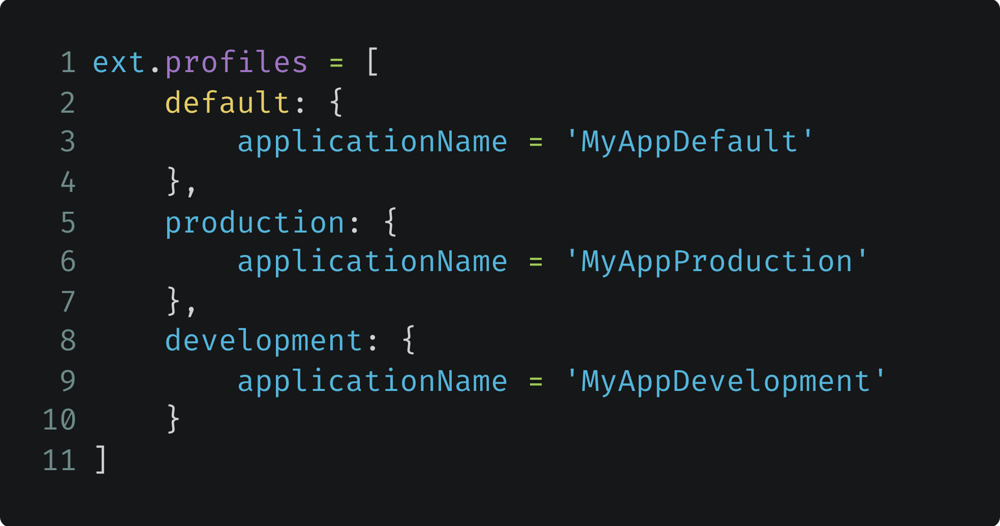 1 ext.profiles = [
2     default: {
3         applicationName = 'MyAppDefault'
4     },
5     production: {
6         applicationName = 'MyAppProduction'
7     },
8     development: {
9         applicationName = 'MyAppDevelopment'
10     }
11 ]